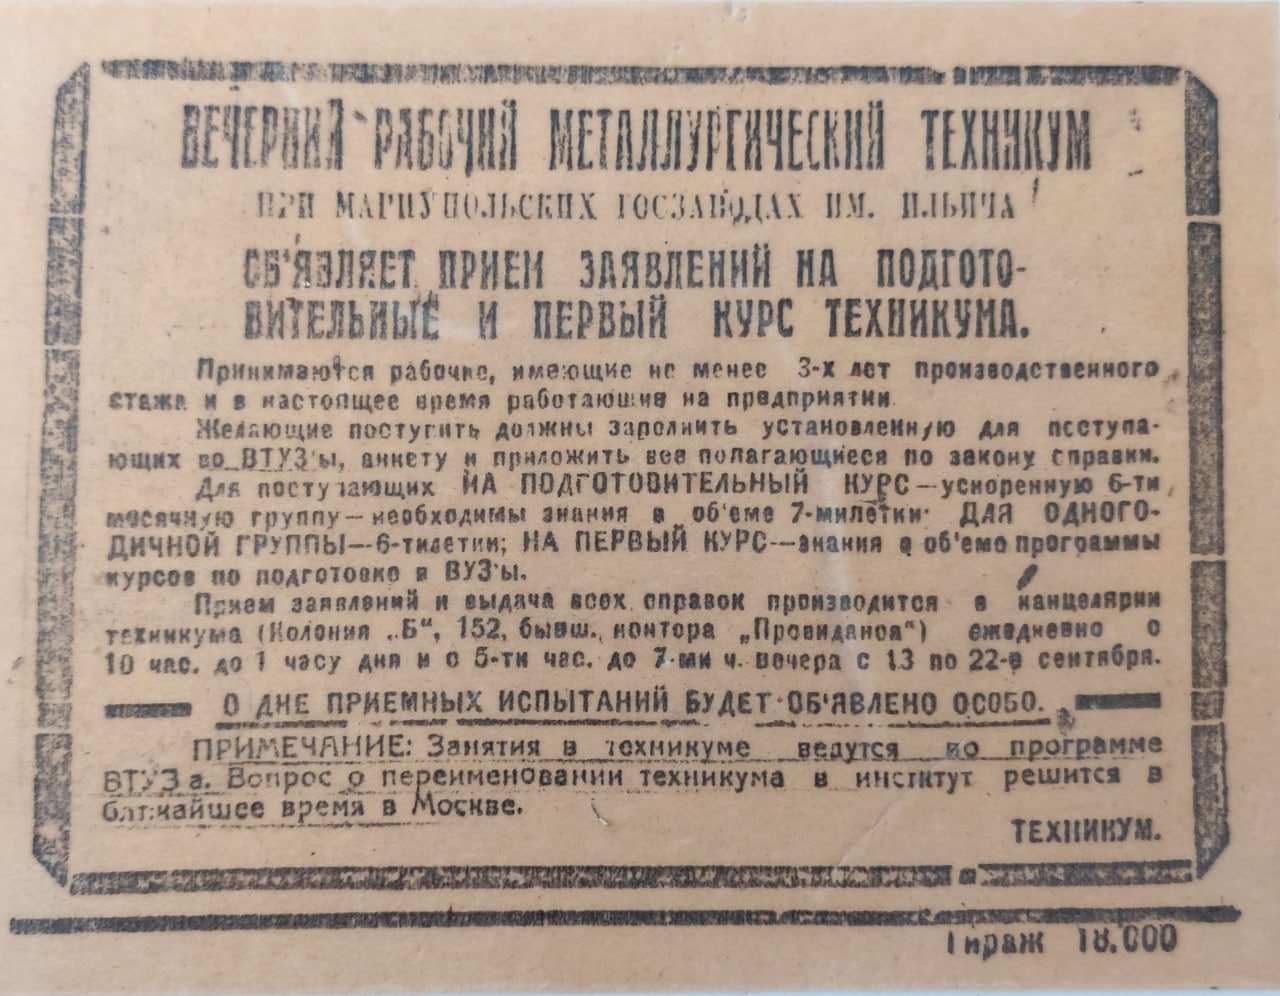 ВЕЧЕРНИЙ РАБОЧИЙ МЕТАЛЛУРГИЧЕСКИЙ ТЕХНИКУМ
ПРИ МАРИУПОЛЬСКИХ ГОСЗАВОДАХ ИМ. ИЛЬИЧА
ОБ'ЯВЛЯЕТ ПРИЕМ ЗАЯВЛЕНИЙ НА ПОДГОТО-
ВИТЕЛЬНЫЕ И ПЕРВЫЙ КУРС ТЕХНИКУМА.
Принимаются рабочие, имеющие не менее 3-х лет производственного
стажа и в настоящее время работающие на предприятии.
Желающие поступить должны заполнить установленную для поступа-
ющих во ВТУЗ'ы, анкету и приложить все полагающиеся по закону справки.
Для поступающих НА ПОДГОТОВИТЕЛЬНЫЙ КУРС—ускоренную 6-ти
месячную группу—необходимы знания в об'еме 7-милетки· ДЛЯ ОДНОГО-
ДИЧНОЙ ГРУППЫ—6-тилетки; НА ПЕРВЫЙ КУРС—знания в об'еме программы
курсов по подготовке в ВУЗ'ы.
Прием заявлений и выдача всех справок производится в канцелярии
техникума (Колония „Б“, 152, бывш. контора „Провиданса“) ежедневно с
10 час. до 1 часу дня и с 5-ти час. до 7-ми ч. вечера с 13 по 22-е сентября.
О ДНЕ ПРИЕМНЫХ ИСПЫТАНИЙ БУДЕТ ОБ'ЯВЛЕНО ОСОБО.
ПРИМЕЧАНИЕ: Занятия в техникуме ведутся по программе
ВТУЗ'а. Вопрос о переименовании техникума в институт решится в
ближайшее время в Москве.
ТЕХНИКУМ.
Тираж 18.000